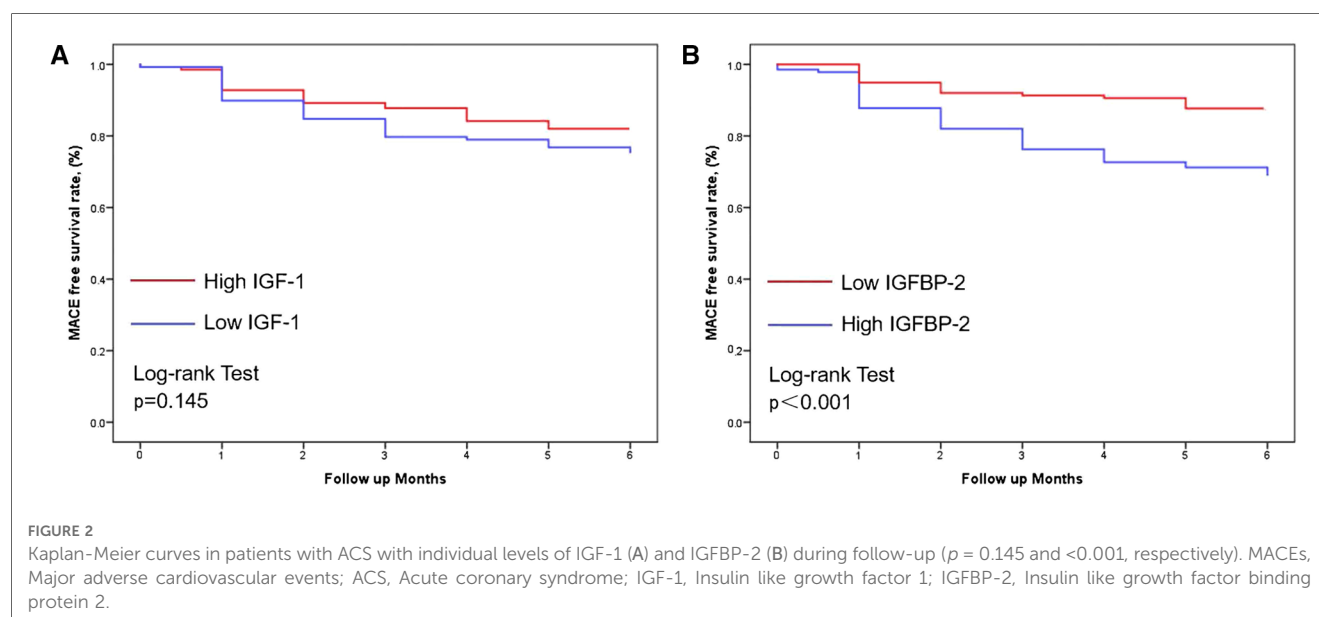 A
MACE free survival rate, (%)
1.0
0.8
0.6
0.4
0.2
0.0
High IGF-1
Low IGF-1
Log-rank Test
p=0.145
0 1 2 3 4 5 6
Follow up Months
B
MACE free survival rate, (%)
1.0
0.8
0.6
0.4
0.2
0.0
Low IGFBP-2
High IGFBP-2
Log-rank Test
p<0.001
0 1 2 3 4 5 6
Follow up Months
FIGURE 2
Kaplan-Meier curves in patients with ACS with individual levels of IGF-1 (A) and IGFBP-2 (B) during follow-up (p = 0.145 and <0.001, respectively). MACEs,
Major adverse cardiovascular events; ACS, Acute coronary syndrome; IGF-1, Insulin like growth factor 1; IGFBP-2, Insulin like growth factor binding
protein 2.